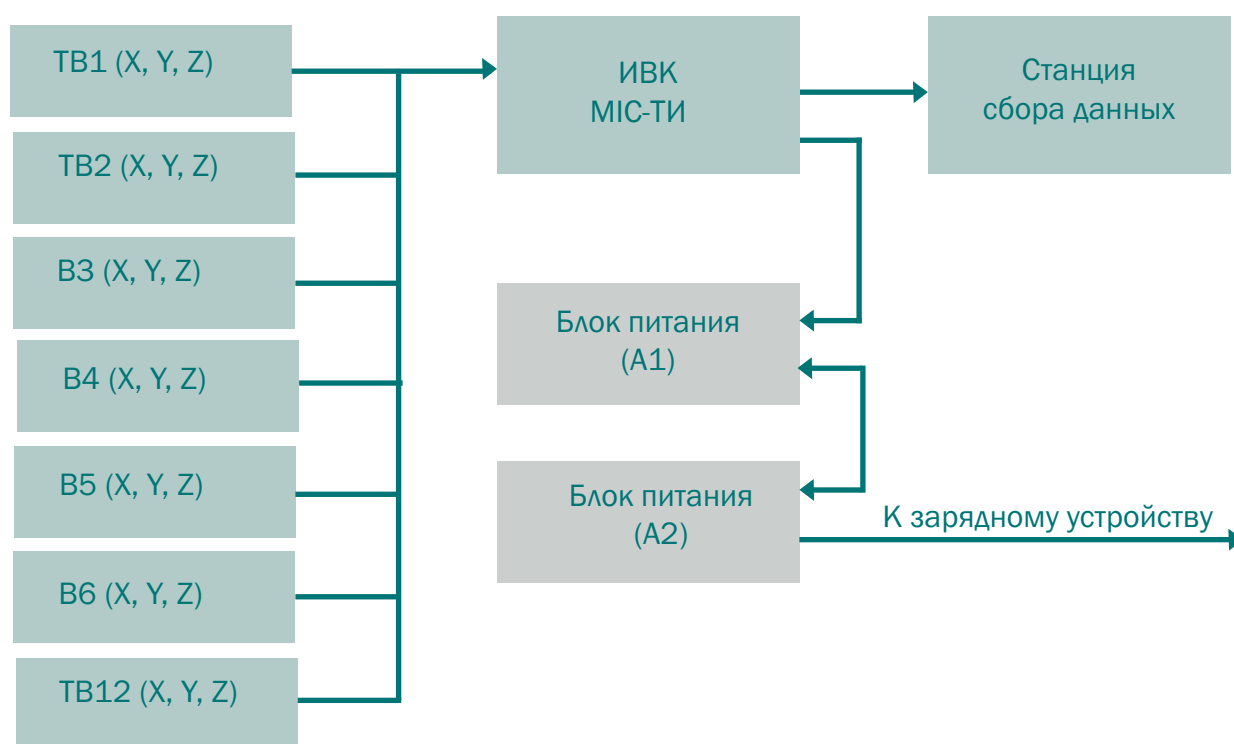 ТВ1 (X, Y, Z)
ТВ2 (X, Y, Z)
В3 (X, Y, Z)
В4 (X, Y, Z)
В5 (X, Y, Z)
В6 (X, Y, Z)
ТВ12 (X, Y, Z)
ИВК
MIC-ТИ
Станция
сбора данных
Блок питания
(А1)
Блок питания
(А2)
К зарядному устройству